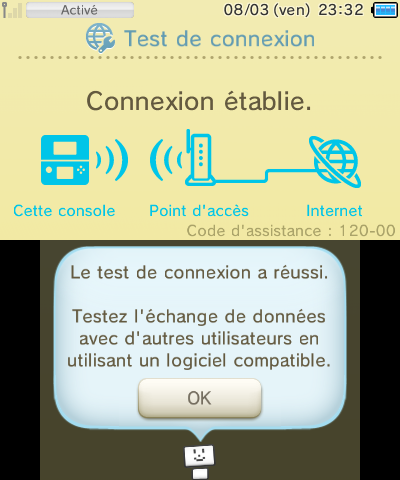 Activé 08/03 (ven) 23:32
Test de connexion
Connexion établie.
Cette console Point d'accès Internet
Code d'assistance : 120-00
Le test de connexion a réussi.
Testez l'échange de données
avec d'autres utilisateurs en
utilisant un logiciel compatible.
OK